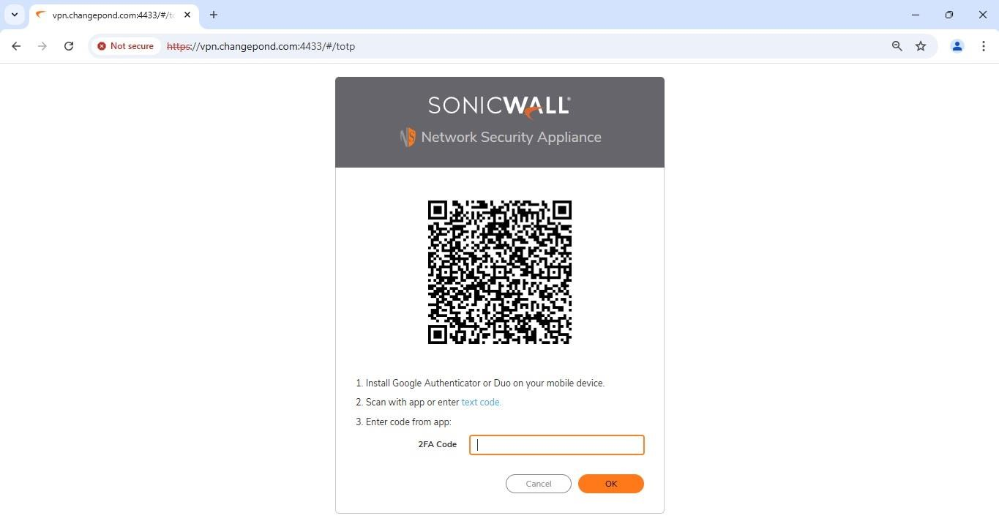 vpn.changepond.com:4433/#/to
Not secure https://vpn.changepond.com:4433/#/totp
SONICWALL®
NS Network Security Appliance
1. Install Google Authenticator or Duo on your mobile device.
2. Scan with app or enter text code.
3. Enter code from app:
2FA Code
Cancel OK